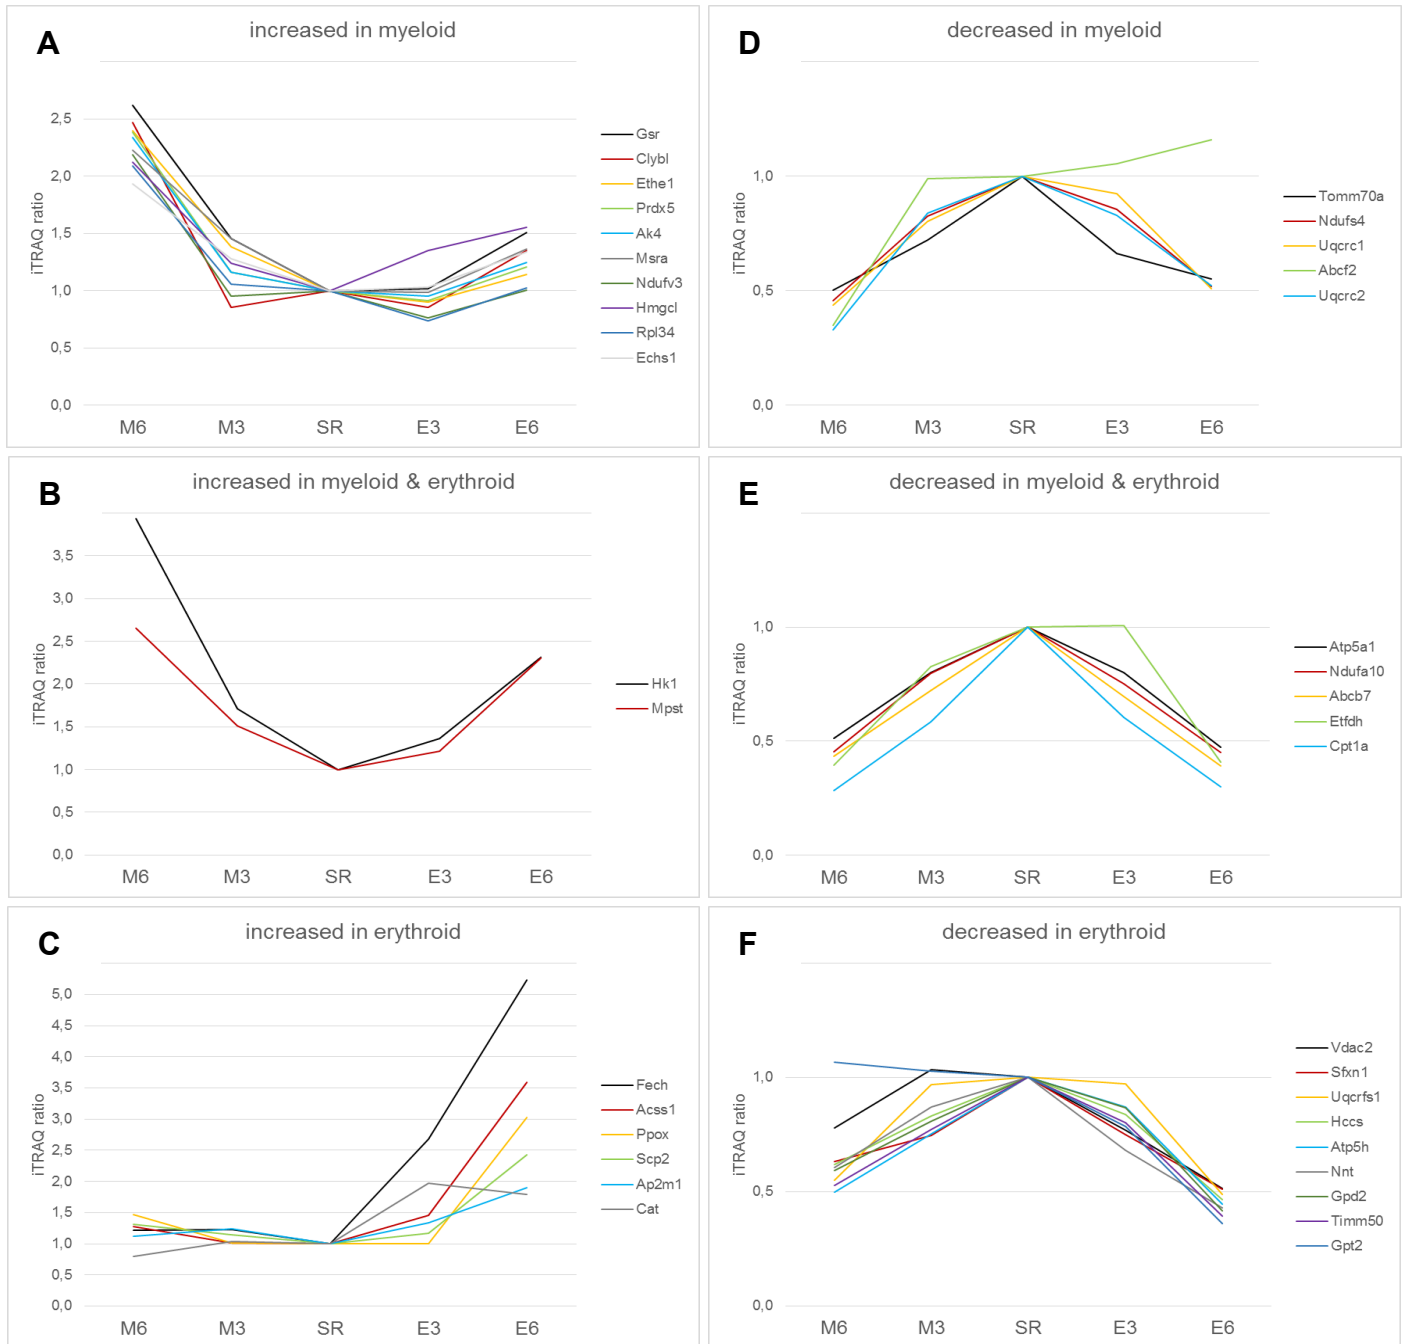 A
increased in myeloid
iTRAQ ratio
2,5
2,0
1,5
1,0
0,5
0,0
M6 M3 SR E3 E6
Gsr
Clybl
Ethe1
Prdx5
Ak4
Msra
Ndufv3
Hmgcl
Rpl34
Echs1
D
decreased in myeloid
iTRAQ ratio
1,0
0,5
0,0
M6 M3 SR E3 E6
Tomm70a
Ndufs4
Uqcrc1
Abcf2
Uqcrc2
B
increased in myeloid & erythroid
iTRAQ ratio
3,5
3,0
2,5
2,0
1,5
1,0
0,5
0,0
M6 M3 SR E3 E6
Hk1
Mpst
E
decreased in myeloid & erythroid
iTRAQ ratio
1,0
0,5
0,0
M6 M3 SR E3 E6
Atp5a1
Ndufa10
Abcb7
Etfdh
Cpt1a
C
increased in erythroid
iTRAQ ratio
5,0
4,5
4,0
3,5
3,0
2,5
2,0
1,5
1,0
0,5
0,0
M6 M3 SR E3 E6
Fech
Acss1
Ppox
Scp2
Ap2m1
Cat
F
decreased in erythroid
iTRAQ ratio
1,0
0,5
0,0
M6 M3 SR E3 E6
Vdac2
Sfxn1
Uqcrfs1
Hccs
Atp5h
Nnt
Gpd2
Timm50
Gpt2